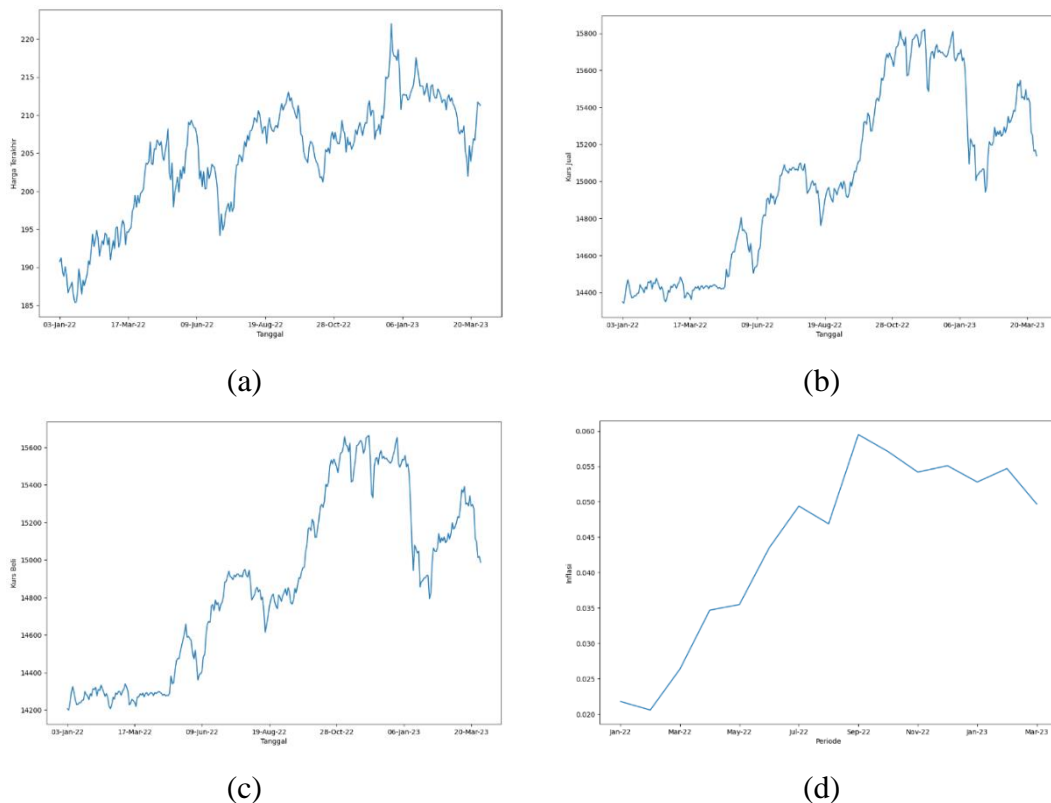 220
215
210
205
200
195
190
185
Harga Terakhir
03-Jan-22 17-Mar-22 09-Jun-22 19-Aug-22 28-Oct-22 06-Jan-23 20-Mar-23
Tanggal
(a)
15800
15600
15400
15200
15000
14800
14600
14400
Kurs Jual
03-Jan-22 17-Mar-22 09-Jun-22 19-Aug-22 28-Oct-22 06-Jan-23 20-Mar-23
Tanggal
(b)
15600
15400
15200
15000
14800
14600
14400
14200
Kurs Beli
03-Jan-22 17-Mar-22 09-Jun-22 19-Aug-22 28-Oct-22 06-Jan-23 20-Mar-23
Tanggal
(c)
0.060
0.055
0.050
0.045
0.040
0.035
0.030
0.025
0.020
Inflasi
Jan-22 Mar-22 May-22 Jul-22 Sep-22 Nov-22 Jan-23 Mar-23
Periode
(d)